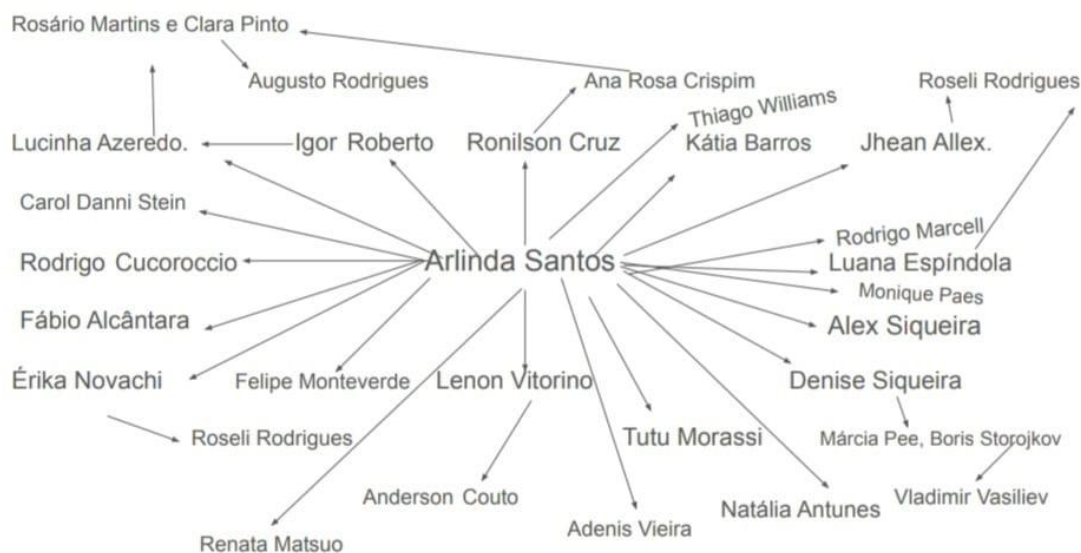 Rosário Martins e Clara Pinto
Augusto Rodrigues
Ana Rosa Crispim
Roseli Rodrigues
Thiago Williams
Lucinha Azeredo.
Igor Roberto
Ronilson Cruz
Kátia Barros
Jhean Allex.
Carol Danni Stein
Rodrigo Marcell
Rodrigo Cucoroccio
Arlinda Santos
Luana Espíndola
Monique Paes
Fábio Alcântara
Alex Siqueira
Érika Novachi
Felipe Monteverde
Lenon Vitorino
Denise Siqueira
Roseli Rodrigues
Tutu Morassi
Márcia Pee, Boris Storojkov
Anderson Couto
Natália Antunes
Vladimir Vasiliev
Adenis Vieira
Renata Matsuo